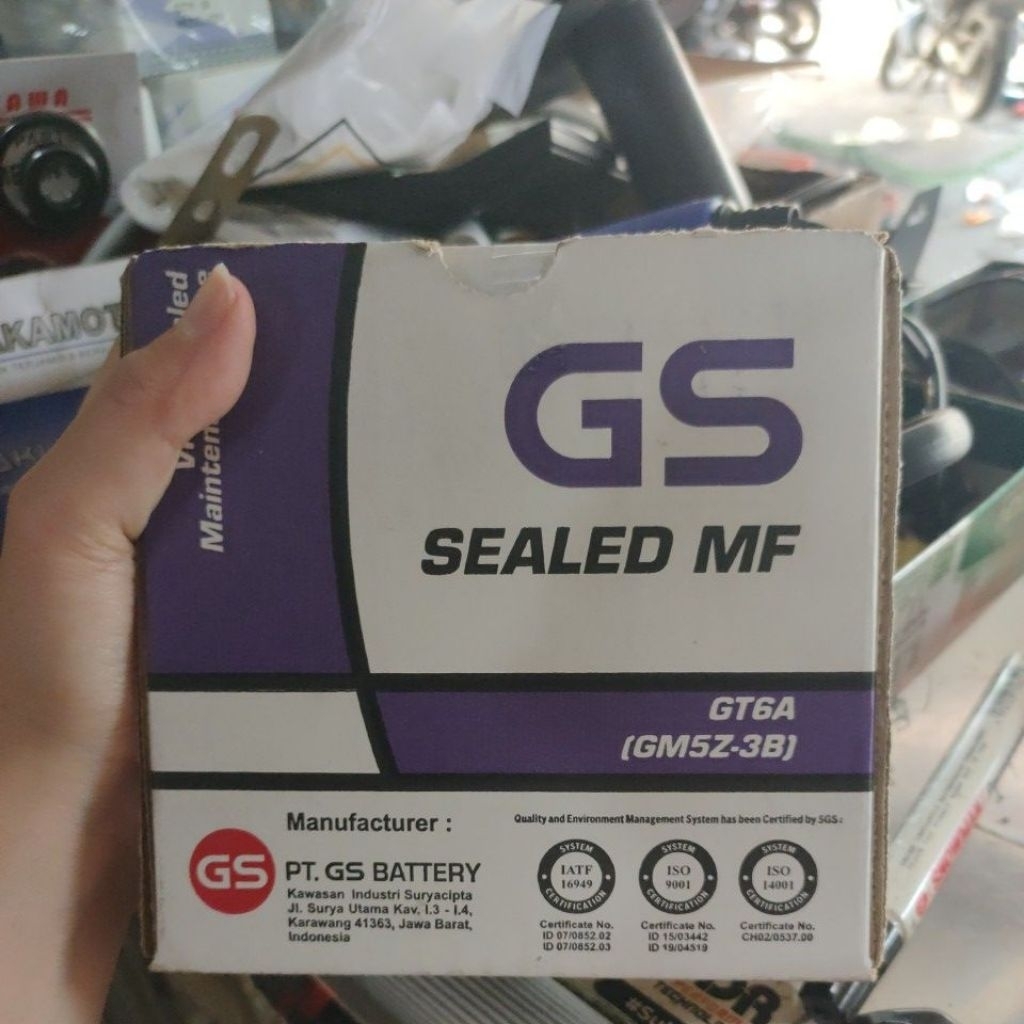 GS
SEALED MF
GT6A
(GM5Z-3B)
Manufacturer :
GS
PT. GS BATTERY
Kawasan Industri Suryacipta
Jl. Surya Utama Kav. I.3 - I.4,
Karawang 41363, Jawa Barat,
Indonesia
Quality and Environment Management System has been Certified by SGS :
SYSTEM
IATF
16949
CERTIFICATION
Certificate No.
ID 07/0852.02
ID 07/0852.03
SYSTEM
ISO
9001
CERTIFICATION
Certificate No.
ID 15/03442
ID 19/04519
SYSTEM
ISO
14001
CERTIFICATION
Certificate No.
CH02/0537.00